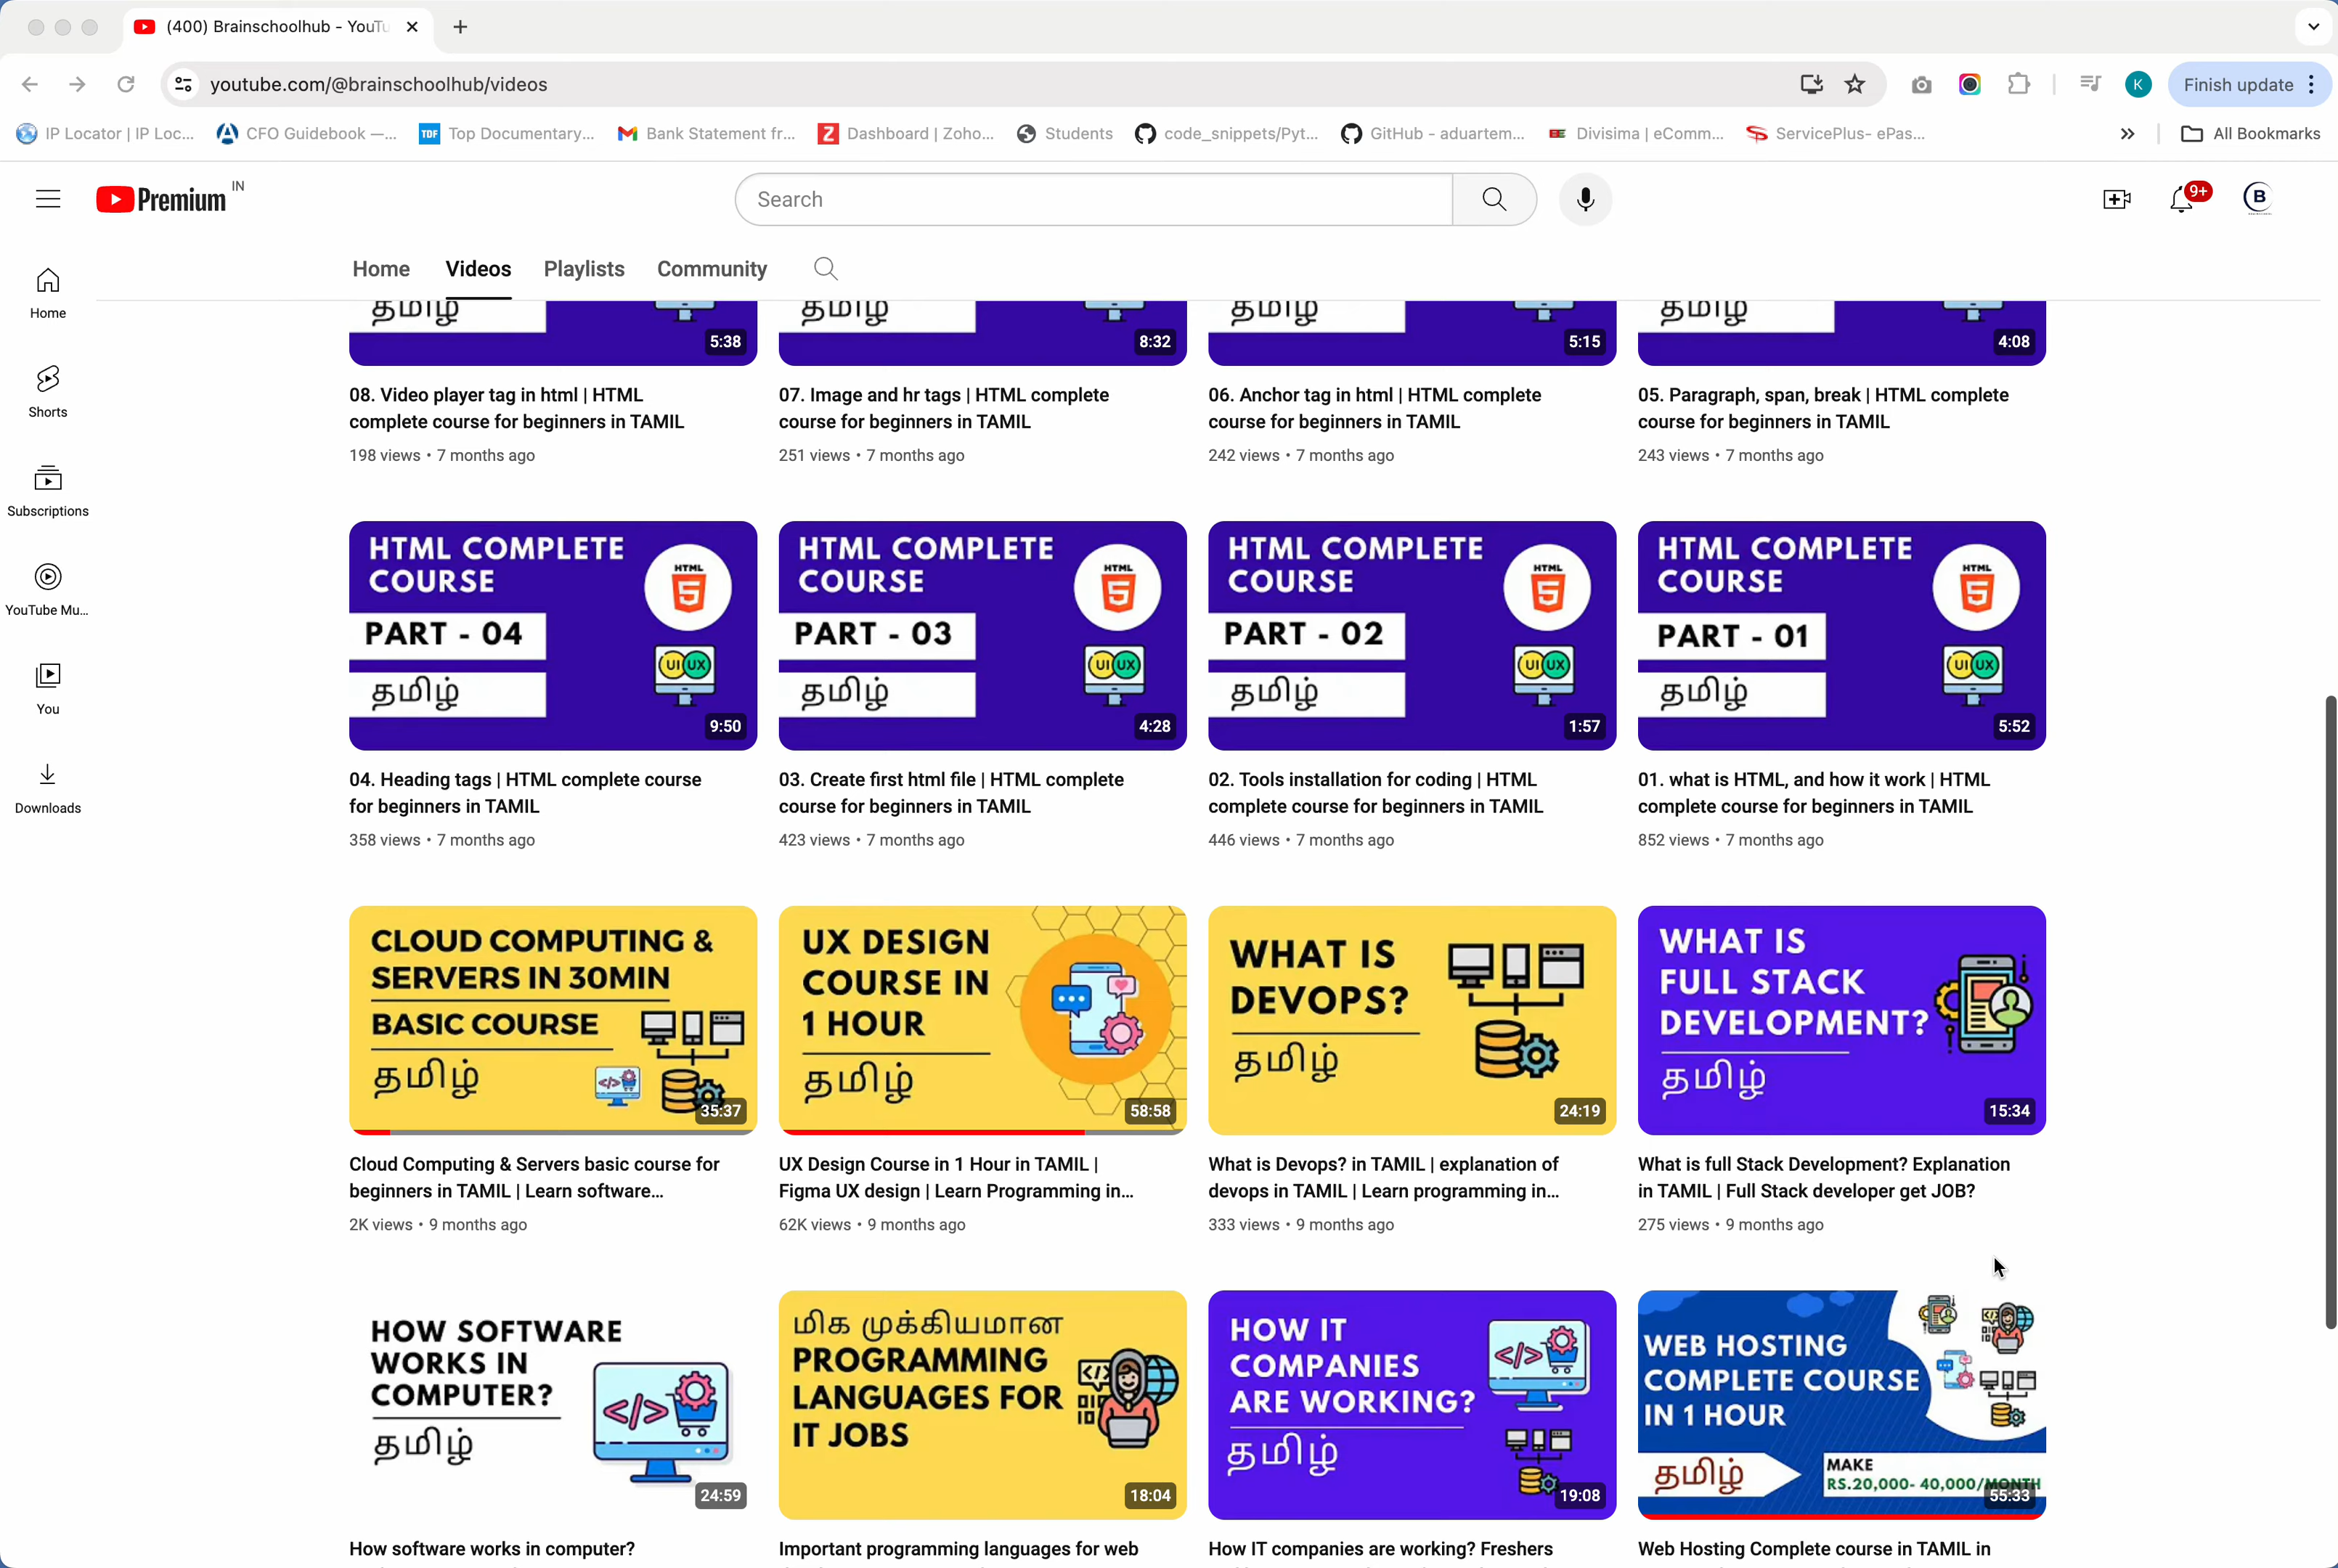 (400) Brainschoolhub - YouTu
youtube.com/@brainschoolhub/videos
K
Finish update
IP Locator | IP Loc...
CFO Guidebook —...
TDF
Top Documentary...
Bank Statement fr...
Z
Dashboard | Zoho...
Students
code_snippets/Pyt...
GitHub - aduartem...
Divisima | eComm...
ServicePlus- ePas...
All Bookmarks
Premium IN
Search
9+
B
Home
Videos
Playlists
Community
Home
Shorts
Subscriptions
YouTube Mu...
You
Downloads
தமிழ்
5:38
08. Video player tag in html | HTML
complete course for beginners in TAMIL
198 views • 7 months ago
தமிழ்
8:32
07. Image and hr tags | HTML complete
course for beginners in TAMIL
251 views • 7 months ago
தமிழ்
5:15
06. Anchor tag in html | HTML complete
course for beginners in TAMIL
242 views • 7 months ago
தமிழ்
4:08
05. Paragraph, span, break | HTML complete
course for beginners in TAMIL
243 views • 7 months ago
HTML COMPLETE
COURSE
HTML
5
PART - 04
UI UX
தமிழ்
9:50
04. Heading tags | HTML complete course
for beginners in TAMIL
358 views • 7 months ago
HTML COMPLETE
COURSE
HTML
5
PART - 03
UI UX
தமிழ்
4:28
03. Create first html file | HTML complete
course for beginners in TAMIL
423 views • 7 months ago
HTML COMPLETE
COURSE
HTML
5
PART - 02
UI UX
தமிழ்
1:57
02. Tools installation for coding | HTML
complete course for beginners in TAMIL
446 views • 7 months ago
HTML COMPLETE
COURSE
HTML
5
PART - 01
UI UX
தமிழ்
5:52
01. what is HTML, and how it work | HTML
complete course for beginners in TAMIL
852 views • 7 months ago
CLOUD COMPUTING &
SERVERS IN 30MIN
BASIC COURSE
தமிழ்
35:37
Cloud Computing & Servers basic course for
beginners in TAMIL | Learn software...
2K views • 9 months ago
UX DESIGN
COURSE IN
1 HOUR
தமிழ்
58:58
UX Design Course in 1 Hour in TAMIL |
Figma UX design | Learn Programming in...
62K views • 9 months ago
WHAT IS
DEVOPS?
தமிழ்
24:19
What is Devops? in TAMIL | explanation of
devops in TAMIL | Learn programming in...
333 views • 9 months ago
WHAT IS
FULL STACK
DEVELOPMENT?
தமிழ்
15:34
What is full Stack Development? Explanation
in TAMIL | Full Stack developer get JOB?
275 views • 9 months ago
HOW SOFTWARE
WORKS IN
COMPUTER?
</>
தமிழ்
24:59
How software works in computer?
மிக முக்கியமான
PROGRAMMING
LANGUAGES FOR
IT JOBS
18:04
Important programming languages for web
HOW IT
COMPANIES
ARE WORKING?
</>
தமிழ்
19:08
How IT companies are working? Freshers
WEB HOSTING
COMPLETE COURSE
IN 1 HOUR
தமிழ்
MAKE
RS.20,000- 40,000/MONTH
55:33
Web Hosting Complete course in TAMIL in